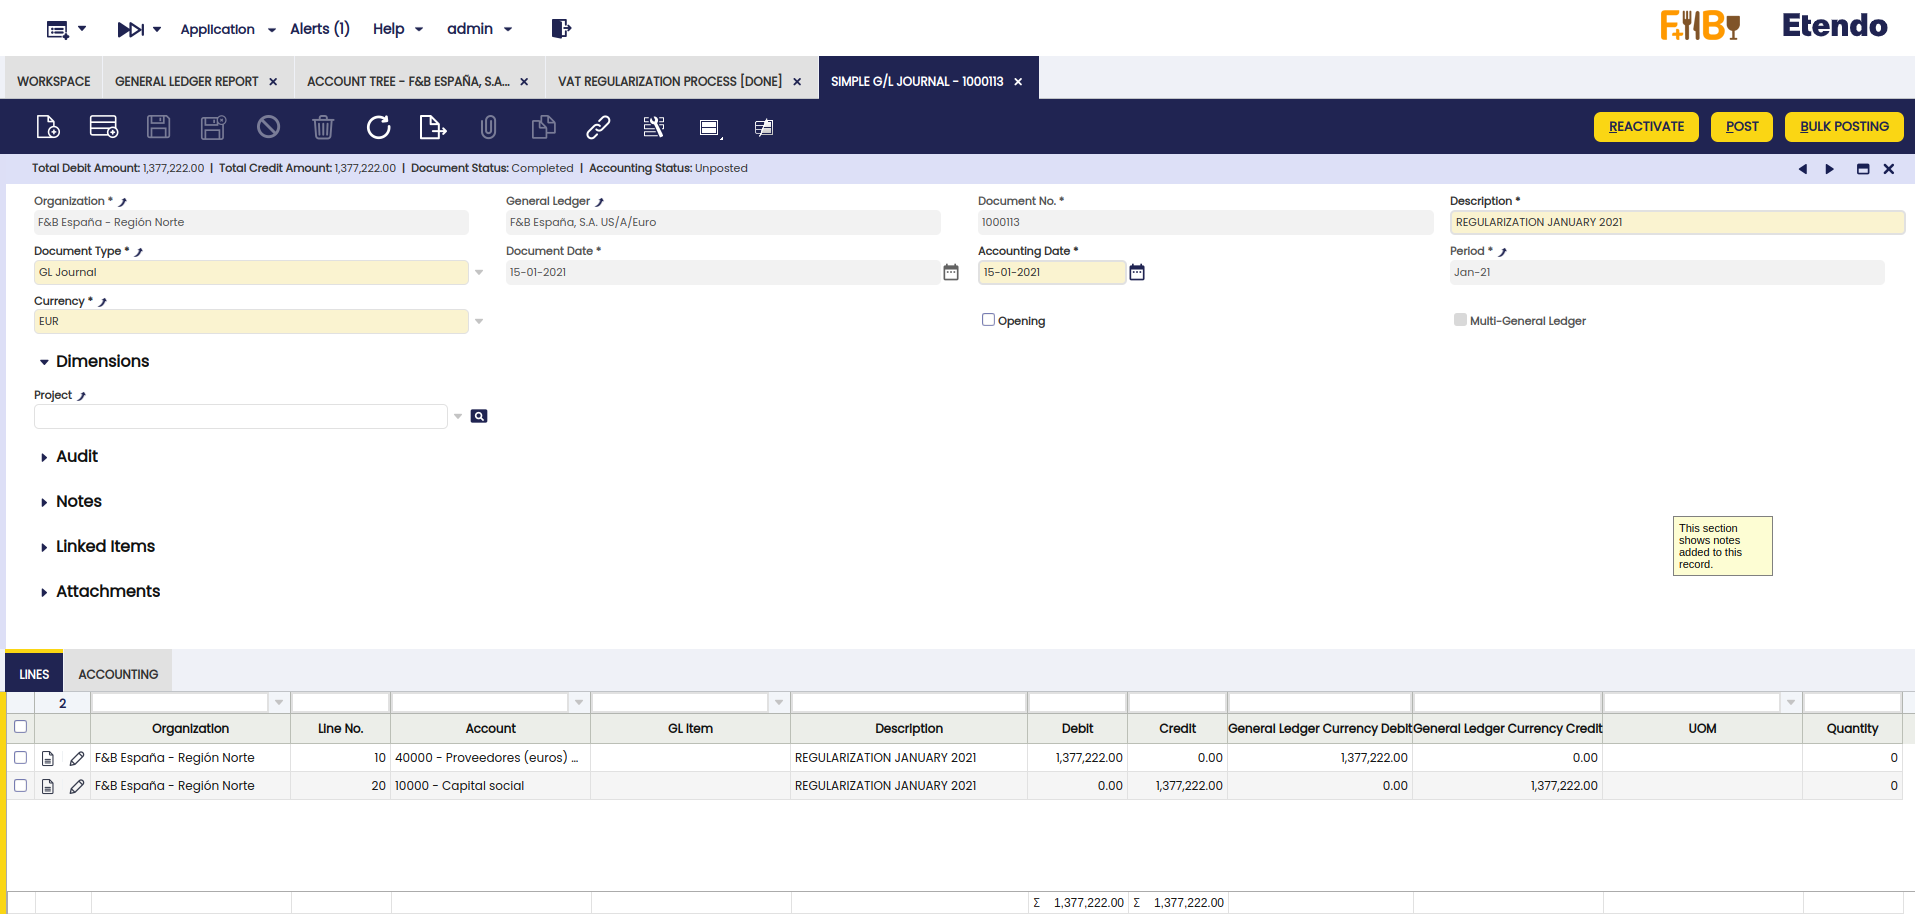 Application Alerts (1) Help admin
F&B
Etendo
WORKSPACE GENERAL LEDGER REPORT × ACCOUNT TREE - F&B ESPAÑA, S.A... × VAT REGULARIZATION PROCESS [DONE] × SIMPLE G/L JOURNAL - 1000113 ×
REACTIVATE POST BULK POSTING
Total Debit Amount: 1,377,222.00 | Total Credit Amount: 1,377,222.00 | Document Status: Completed | Accounting Status: Unposted
Organization * General Ledger Document No. * Description *
F&B España - Región Norte F&B España, S.A. US/A/Euro 1000113 REGULARIZATION JANUARY 2021
Document Type * Document Date * Accounting Date * Period *
GL Journal 15-01-2021 15-01-2021 Jan-21
Currency *
EUR Opening Multi-General Ledger
Dimensions
Project
Audit
Notes
Linked Items
Attachments
This section
shows notes
added to this
record.
LINES ACCOUNTING
2
Organization Line No. Account GL Item Description Debit Credit General Ledger Currency Debit General Ledger Currency Credit UOM Quantity
F&B España - Región Norte 10 40000 - Proveedores (euros) ... REGULARIZATION JANUARY 2021 1,377,222.00 0.00 1,377,222.00 0.00 0
F&B España - Región Norte 20 10000 - Capital social REGULARIZATION JANUARY 2021 0.00 1,377,222.00 0.00 1,377,222.00 0
Σ 1,377,222.00 Σ 1,377,222.00